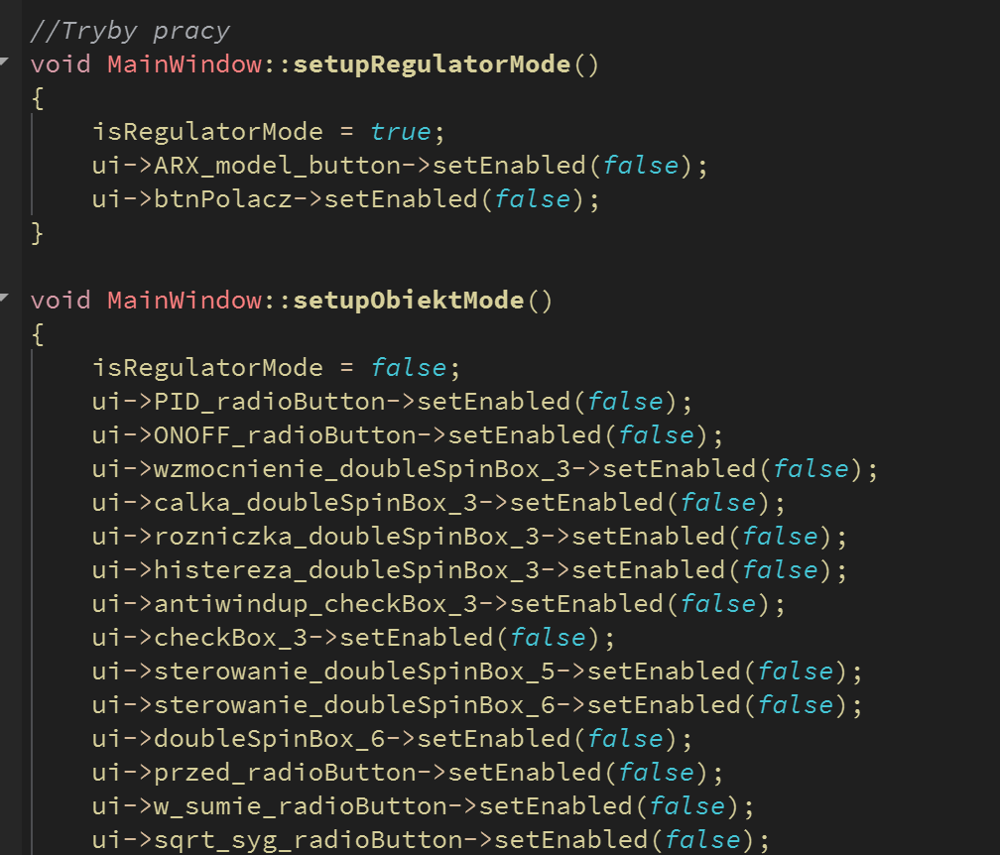 //Tryby pracy
void MainWindow::setupRegulatorMode()
{
    isRegulatorMode = true;
    ui->ARX_model_button->setEnabled(false);
    ui->btnPolacz->setEnabled(false);
}

void MainWindow::setupObiektMode()
{
    isRegulatorMode = false;
    ui->PID_radioButton->setEnabled(false);
    ui->ONOFF_radioButton->setEnabled(false);
    ui->wzmocnienie_doubleSpinBox_3->setEnabled(false);
    ui->calka_doubleSpinBox_3->setEnabled(false);
    ui->rozniczka_doubleSpinBox_3->setEnabled(false);
    ui->histereza_doubleSpinBox_3->setEnabled(false);
    ui->antiwindup_checkBox_3->setEnabled(false);
    ui->checkBox_3->setEnabled(false);
    ui->sterowanie_doubleSpinBox_5->setEnabled(false);
    ui->sterowanie_doubleSpinBox_6->setEnabled(false);
    ui->doubleSpinBox_6->setEnabled(false);
    ui->przed_radioButton->setEnabled(false);
    ui->w_sumie_radioButton->setEnabled(false);
    ui->sqrt_syg_radioButton->setEnabled(false);